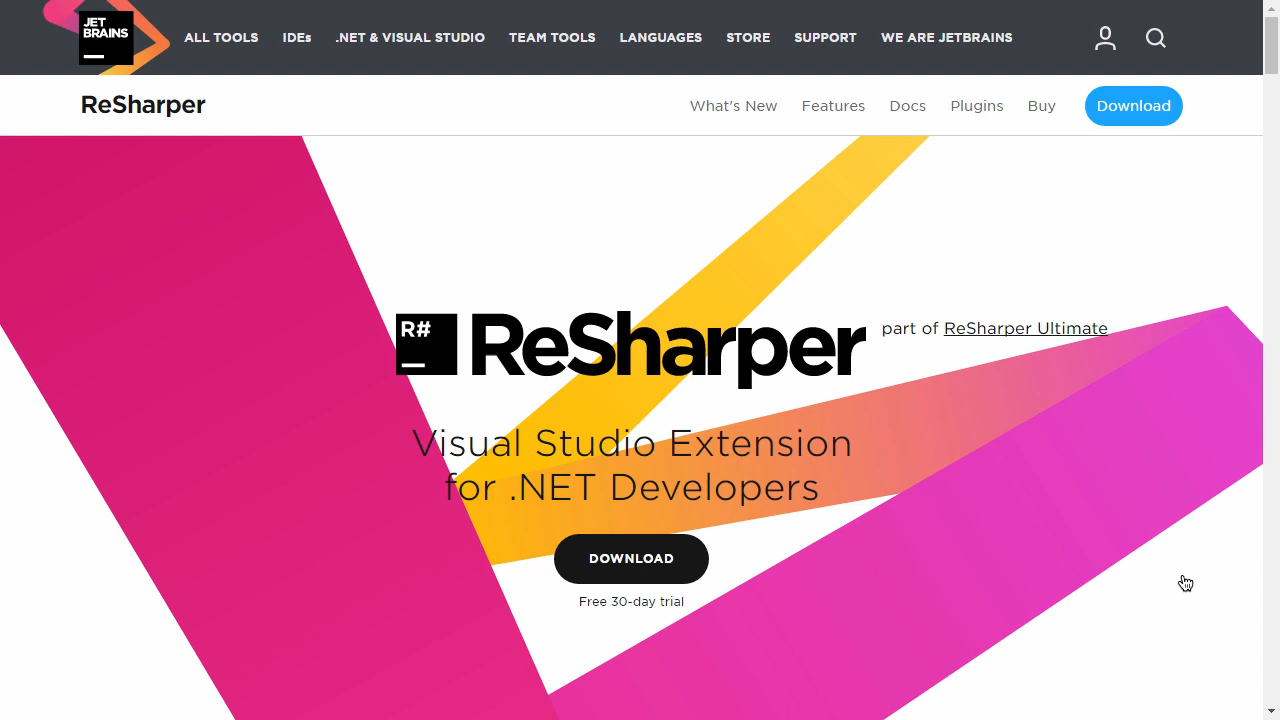 JET
BRAINS
ALL TOOLS IDEs .NET & VISUAL STUDIO TEAM TOOLS LANGUAGES STORE SUPPORT WE ARE JETBRAINS
ReSharper What's New Features Docs Plugins Buy Download
R# ReSharper part of ReSharper Ultimate
Visual Studio Extension
for .NET Developers
DOWNLOAD
Free 30-day trial